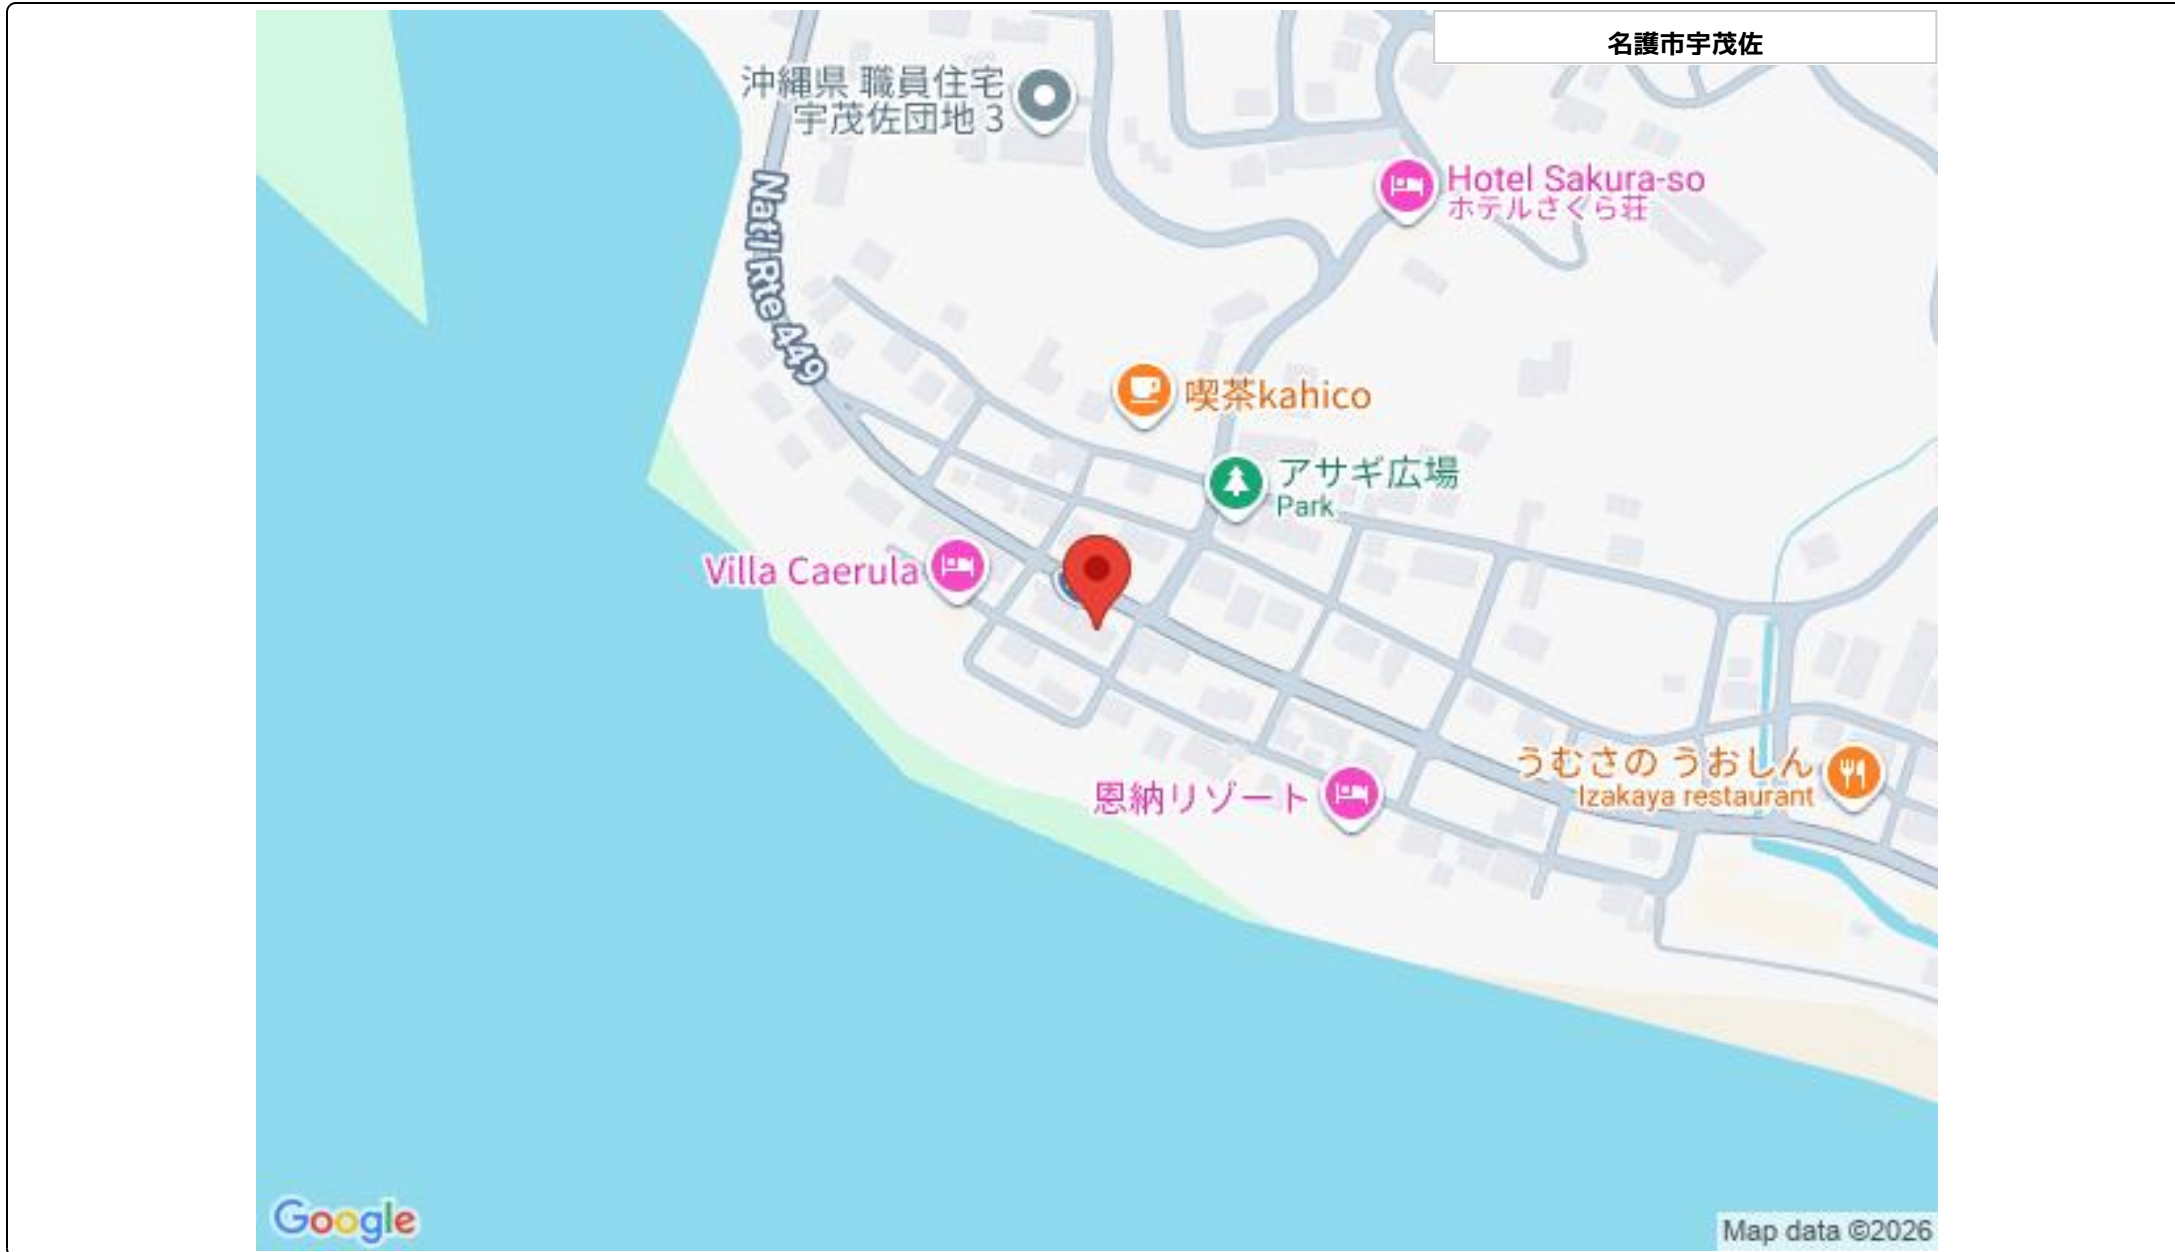 名護市宇茂佐
沖縄県 職員住宅
宇茂佐団地 3
Hotel Sakura-so
ホテルさくら荘
Nat'l Rte 449
喫茶kahico
アサギ広場
Park
Villa Caerula
うむさの うおしん
Izakaya restaurant
恩納リゾート
Google
Map data ©2026